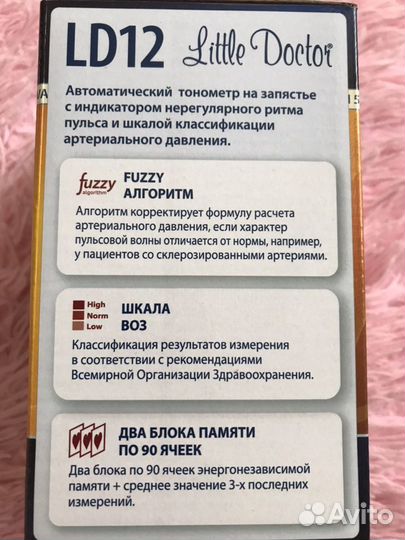 LD12 Little Doctor®
Автоматический тонометр на запястье
с индикатором нерегулярного ритма
пульса и шкалой классификации
артериального давления.
fuzzy
algorithm
FUZZY
АЛГОРИТМ
Алгоритм корректирует формулу расчета
артериального давления, если характер
пульсовой волны отличается от нормы, например,
у пациентов со склерозированными артериями.
High
Norm
Low
ШКАЛА
ВОЗ
Классификация результатов измерения
в соответствии с рекомендациями
Всемирной Организации Здравоохранения.
ДВА БЛОКА ПАМЯТИ
ПО 90 ЯЧЕЕК
Два блока по 90 ячеек энергонезависимой
памяти + среднее значение 3-х последних
измерений.
Avito